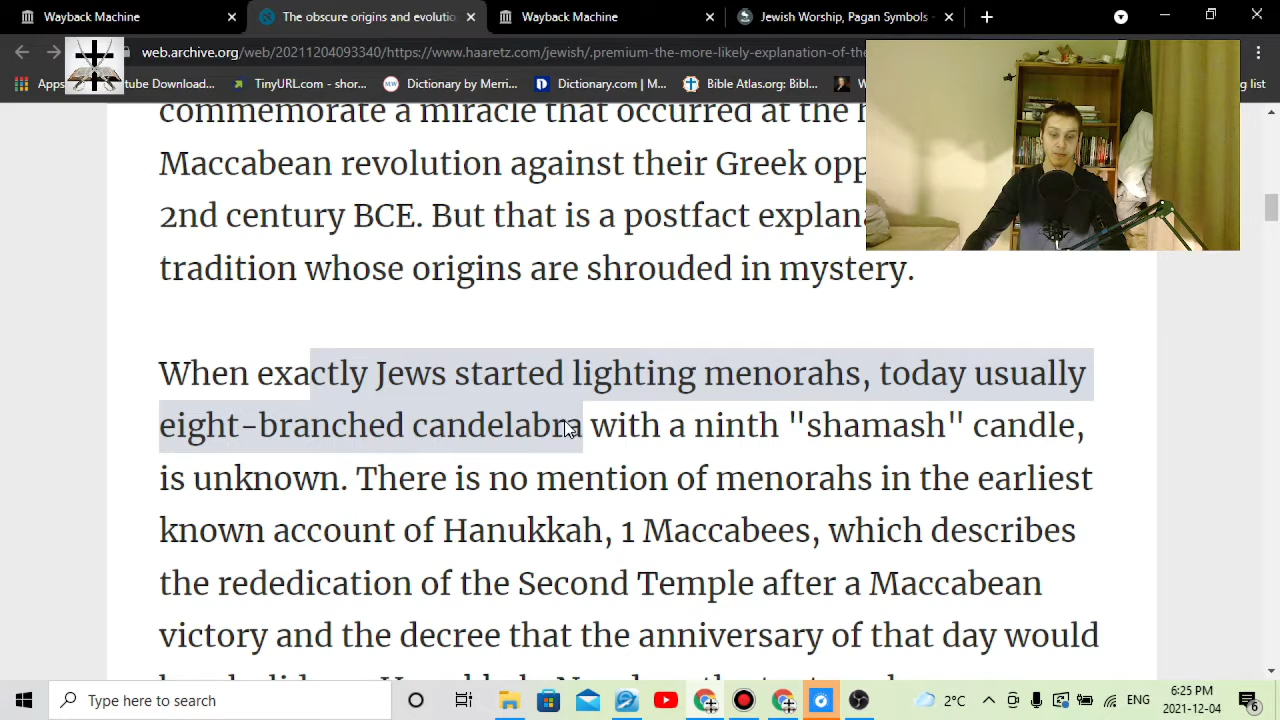 Wayback Machine
The obscure origins and evolutio
Wayback Machine
Jewish Worship, Pagan Symbols -
web.archive.org/web/20211204093340/https://www.haaretz.com/jewish/.premium-the-more-likely-explanation-of-the
Apps
tube Download...
TinyURL.com - shor...
MW
Dictionary by Merri...
D
Dictionary.com | M...
Bible Atlas.org: Bibl...
W
ng list
commemorate a miracle that occurred at the
Maccabean revolution against their Greek opp
2nd century BCE. But that is a postfact explana
tradition whose origins are shrouded in mystery.
When exactly Jews started lighting menorahs, today usually
eight-branched candelabra with a ninth "shamash" candle,
is unknown. There is no mention of menorahs in the earliest
known account of Hanukkah, 1 Maccabees, which describes
the rededication of the Second Temple after a Maccabean
victory and the decree that the anniversary of that day would
Type here to search
2°C
ENG
6:25 PM
2021-12-04
6